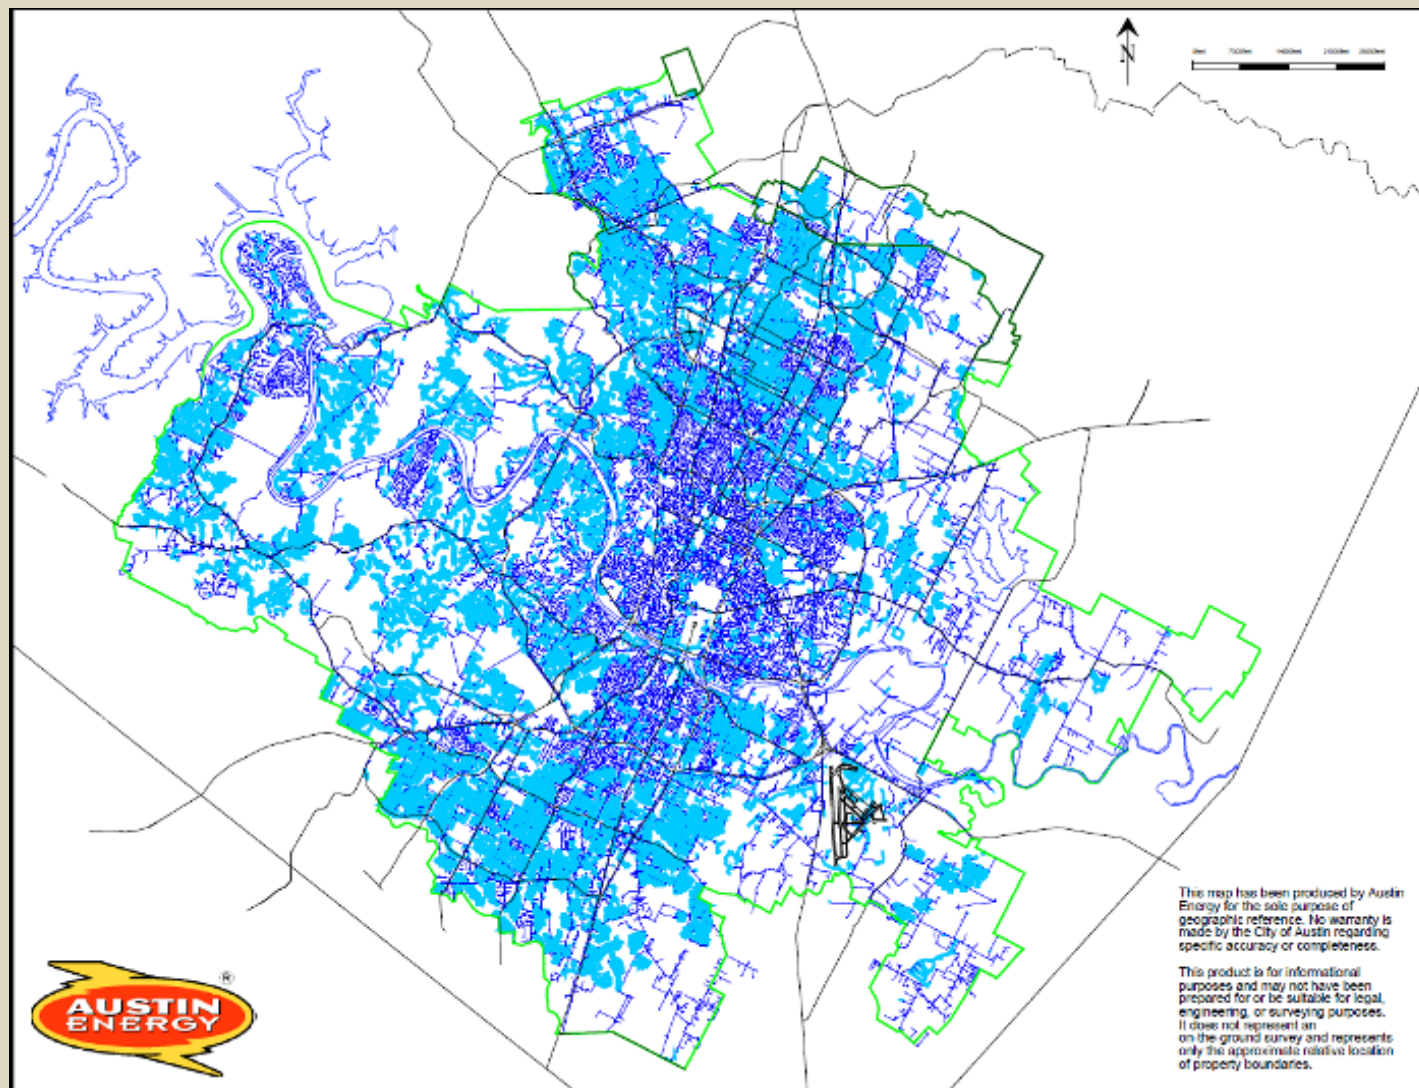 N
AUSTIN
ENERGY
®
This map has been produced by Austin
Energy for the sole purpose of
geographic reference. No warranty is
made by the City of Austin regarding
specific accuracy or completeness.
This product is for informational
purposes and may not have been
prepared for or be suitable for legal,
engineering, or surveying purposes.
It does not represent an
on-the-ground survey and represents
only the approximate relative location
of property boundaries.